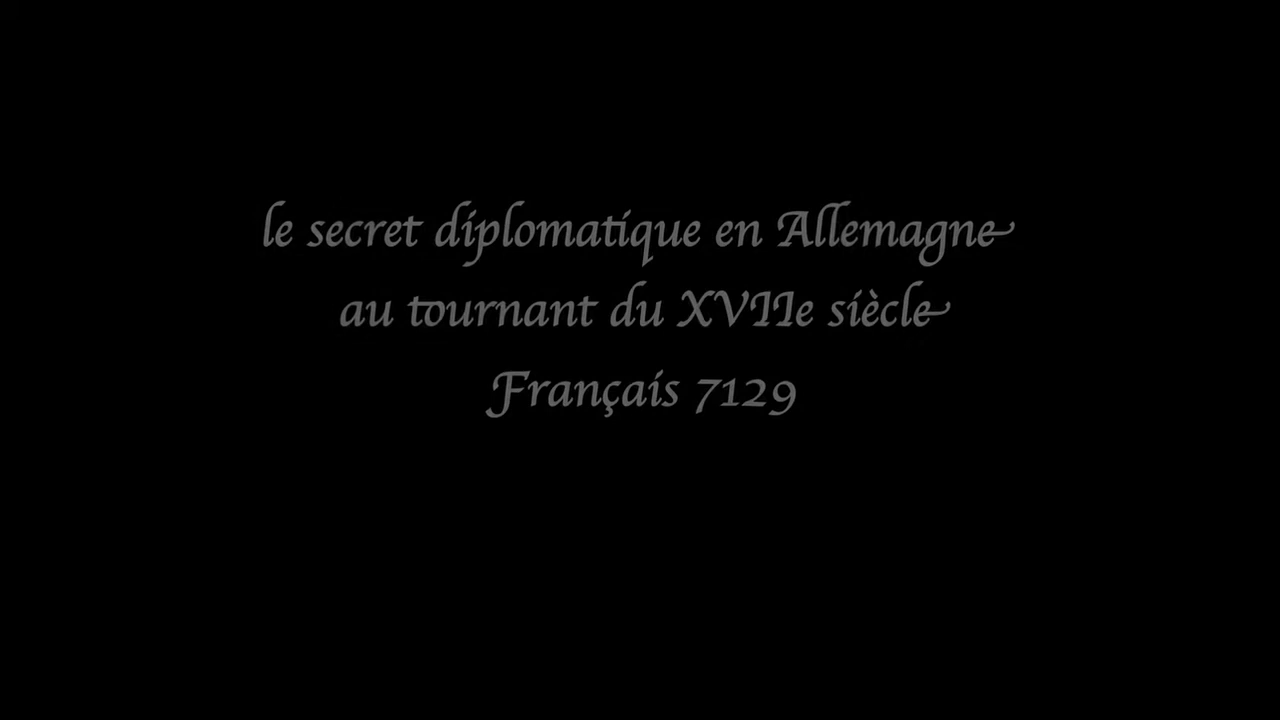 le secret diplomatique en Allemagne
au tournant du XVIIe siècle
Français 7129